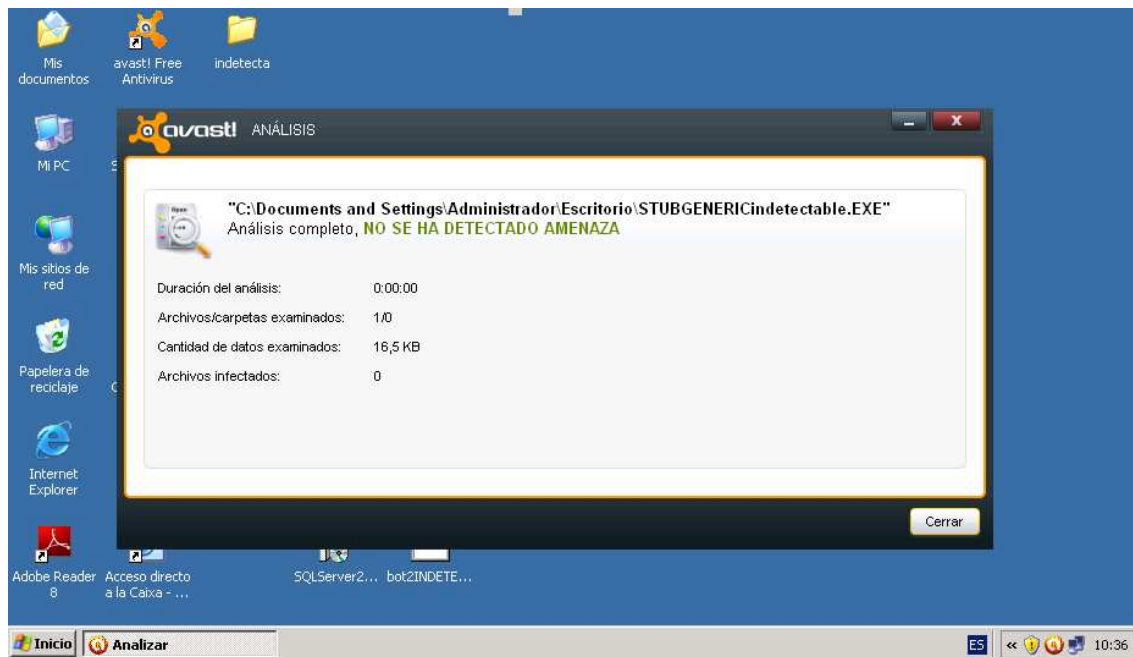 Mis
documentos
avast! Free
Antivirus
indetecta
avast! ANÁLISIS
Mi PC
"C:\Documents and Settings\Administrador\Escritorio\STUBGENERICindetectable.EXE"
Análisis completo, NO SE HA DETECTADO AMENAZA
Mis sitios de
red
Duración del análisis: 0:00:00
Archivos/carpetas examinados: 1/0
Cantidad de datos examinados: 16,5 KB
Archivos infectados: 0
Papelera de
reciclaje
Internet
Explorer
Cerrar
Adobe Reader
8
Acceso directo
a la Caixa - ...
SQLServer2...
bot2INDETE...
Inicio
Analizar
ES
«
10:36